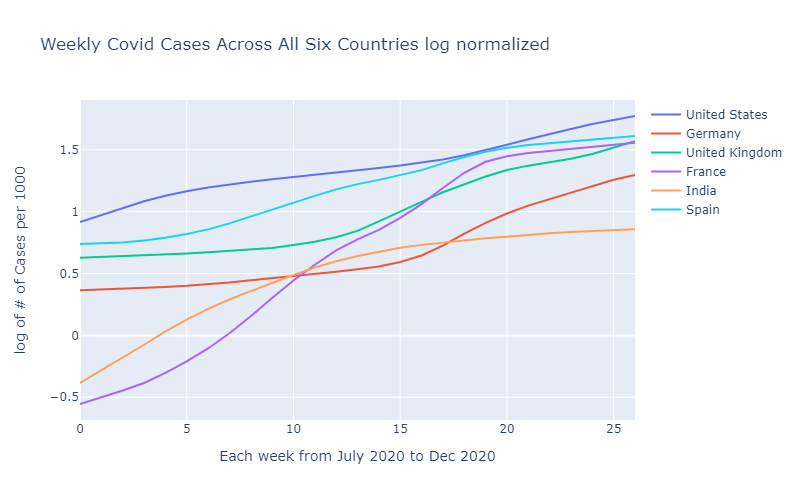 Weekly Covid Cases Across All Six Countries log normalized
United States
Germany
United Kingdom
France
India
Spain
log of # of Cases per 1000
1.5
1
0.5
0
−0.5
0
5
10
15
20
25
Each week from July 2020 to Dec 2020